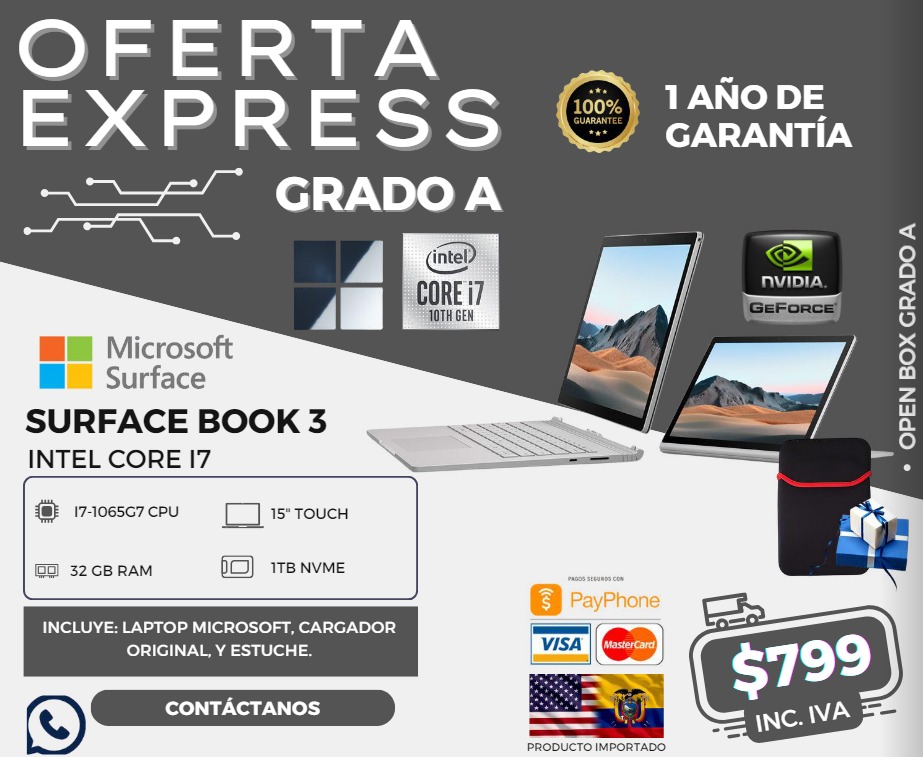 OFERTA
EXPRESS
100%
GUARANTEE
1 AÑO DE
GARANTÍA
GRADO A
intel
CORE i7
10TH GEN
NVIDIA.
GEFORCE
• OPEN BOX GRADO A
Microsoft
Surface
SURFACE BOOK 3
INTEL CORE I7
I7-1065G7 CPU
15" TOUCH
32 GB RAM
1TB NVME
INCLUYE: LAPTOP MICROSOFT, CARGADOR
ORIGINAL, Y ESTUCHE.
CONTÁCTANOS
PAGOS SEGUROS CON
PayPhone
VISA
MasterCard
PRODUCTO IMPORTADO
$799
INC. IVA